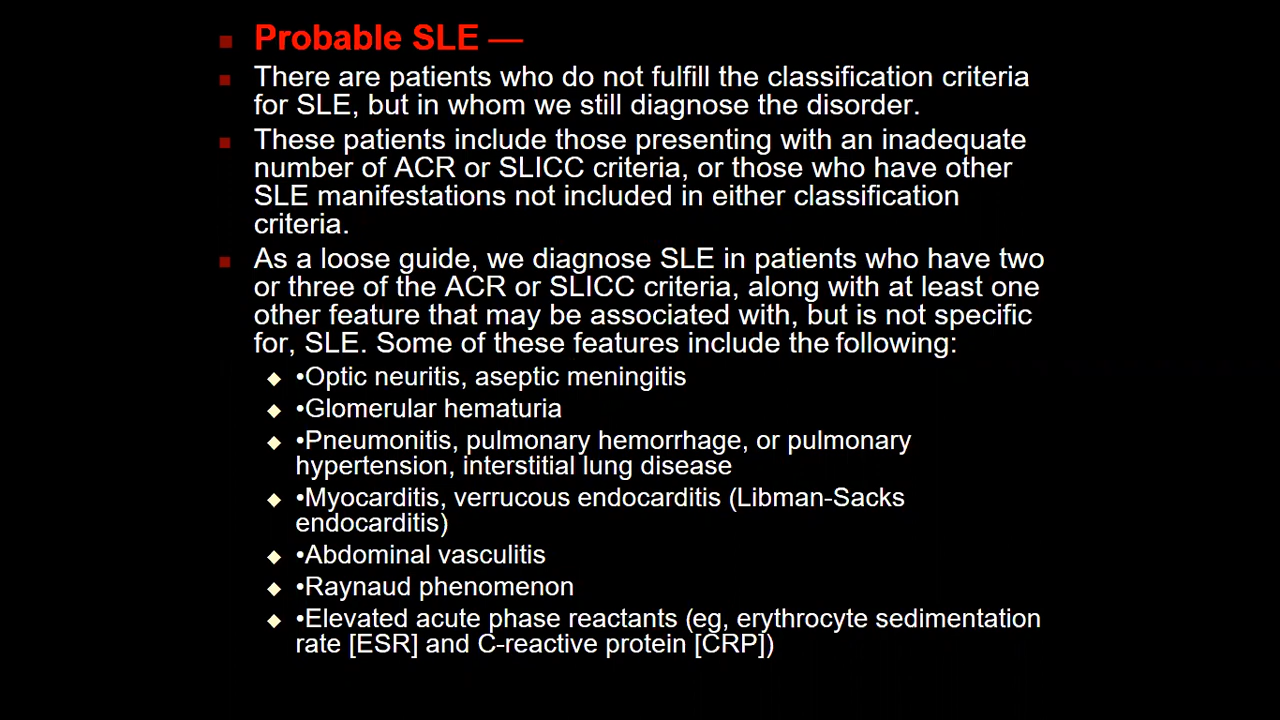 Probable SLE —
There are patients who do not fulfill the classification criteria
for SLE, but in whom we still diagnose the disorder.
These patients include those presenting with an inadequate
number of ACR or SLICC criteria, or those who have other
SLE manifestations not included in either classification
criteria.
As a loose guide, we diagnose SLE in patients who have two
or three of the ACR or SLICC criteria, along with at least one
other feature that may be associated with, but is not specific
for, SLE. Some of these features include the following:
•Optic neuritis, aseptic meningitis
•Glomerular hematuria
•Pneumonitis, pulmonary hemorrhage, or pulmonary
hypertension, interstitial lung disease
•Myocarditis, verrucous endocarditis (Libman-Sacks
endocarditis)
•Abdominal vasculitis
•Raynaud phenomenon
•Elevated acute phase reactants (eg, erythrocyte sedimentation
rate [ESR] and C-reactive protein [CRP])